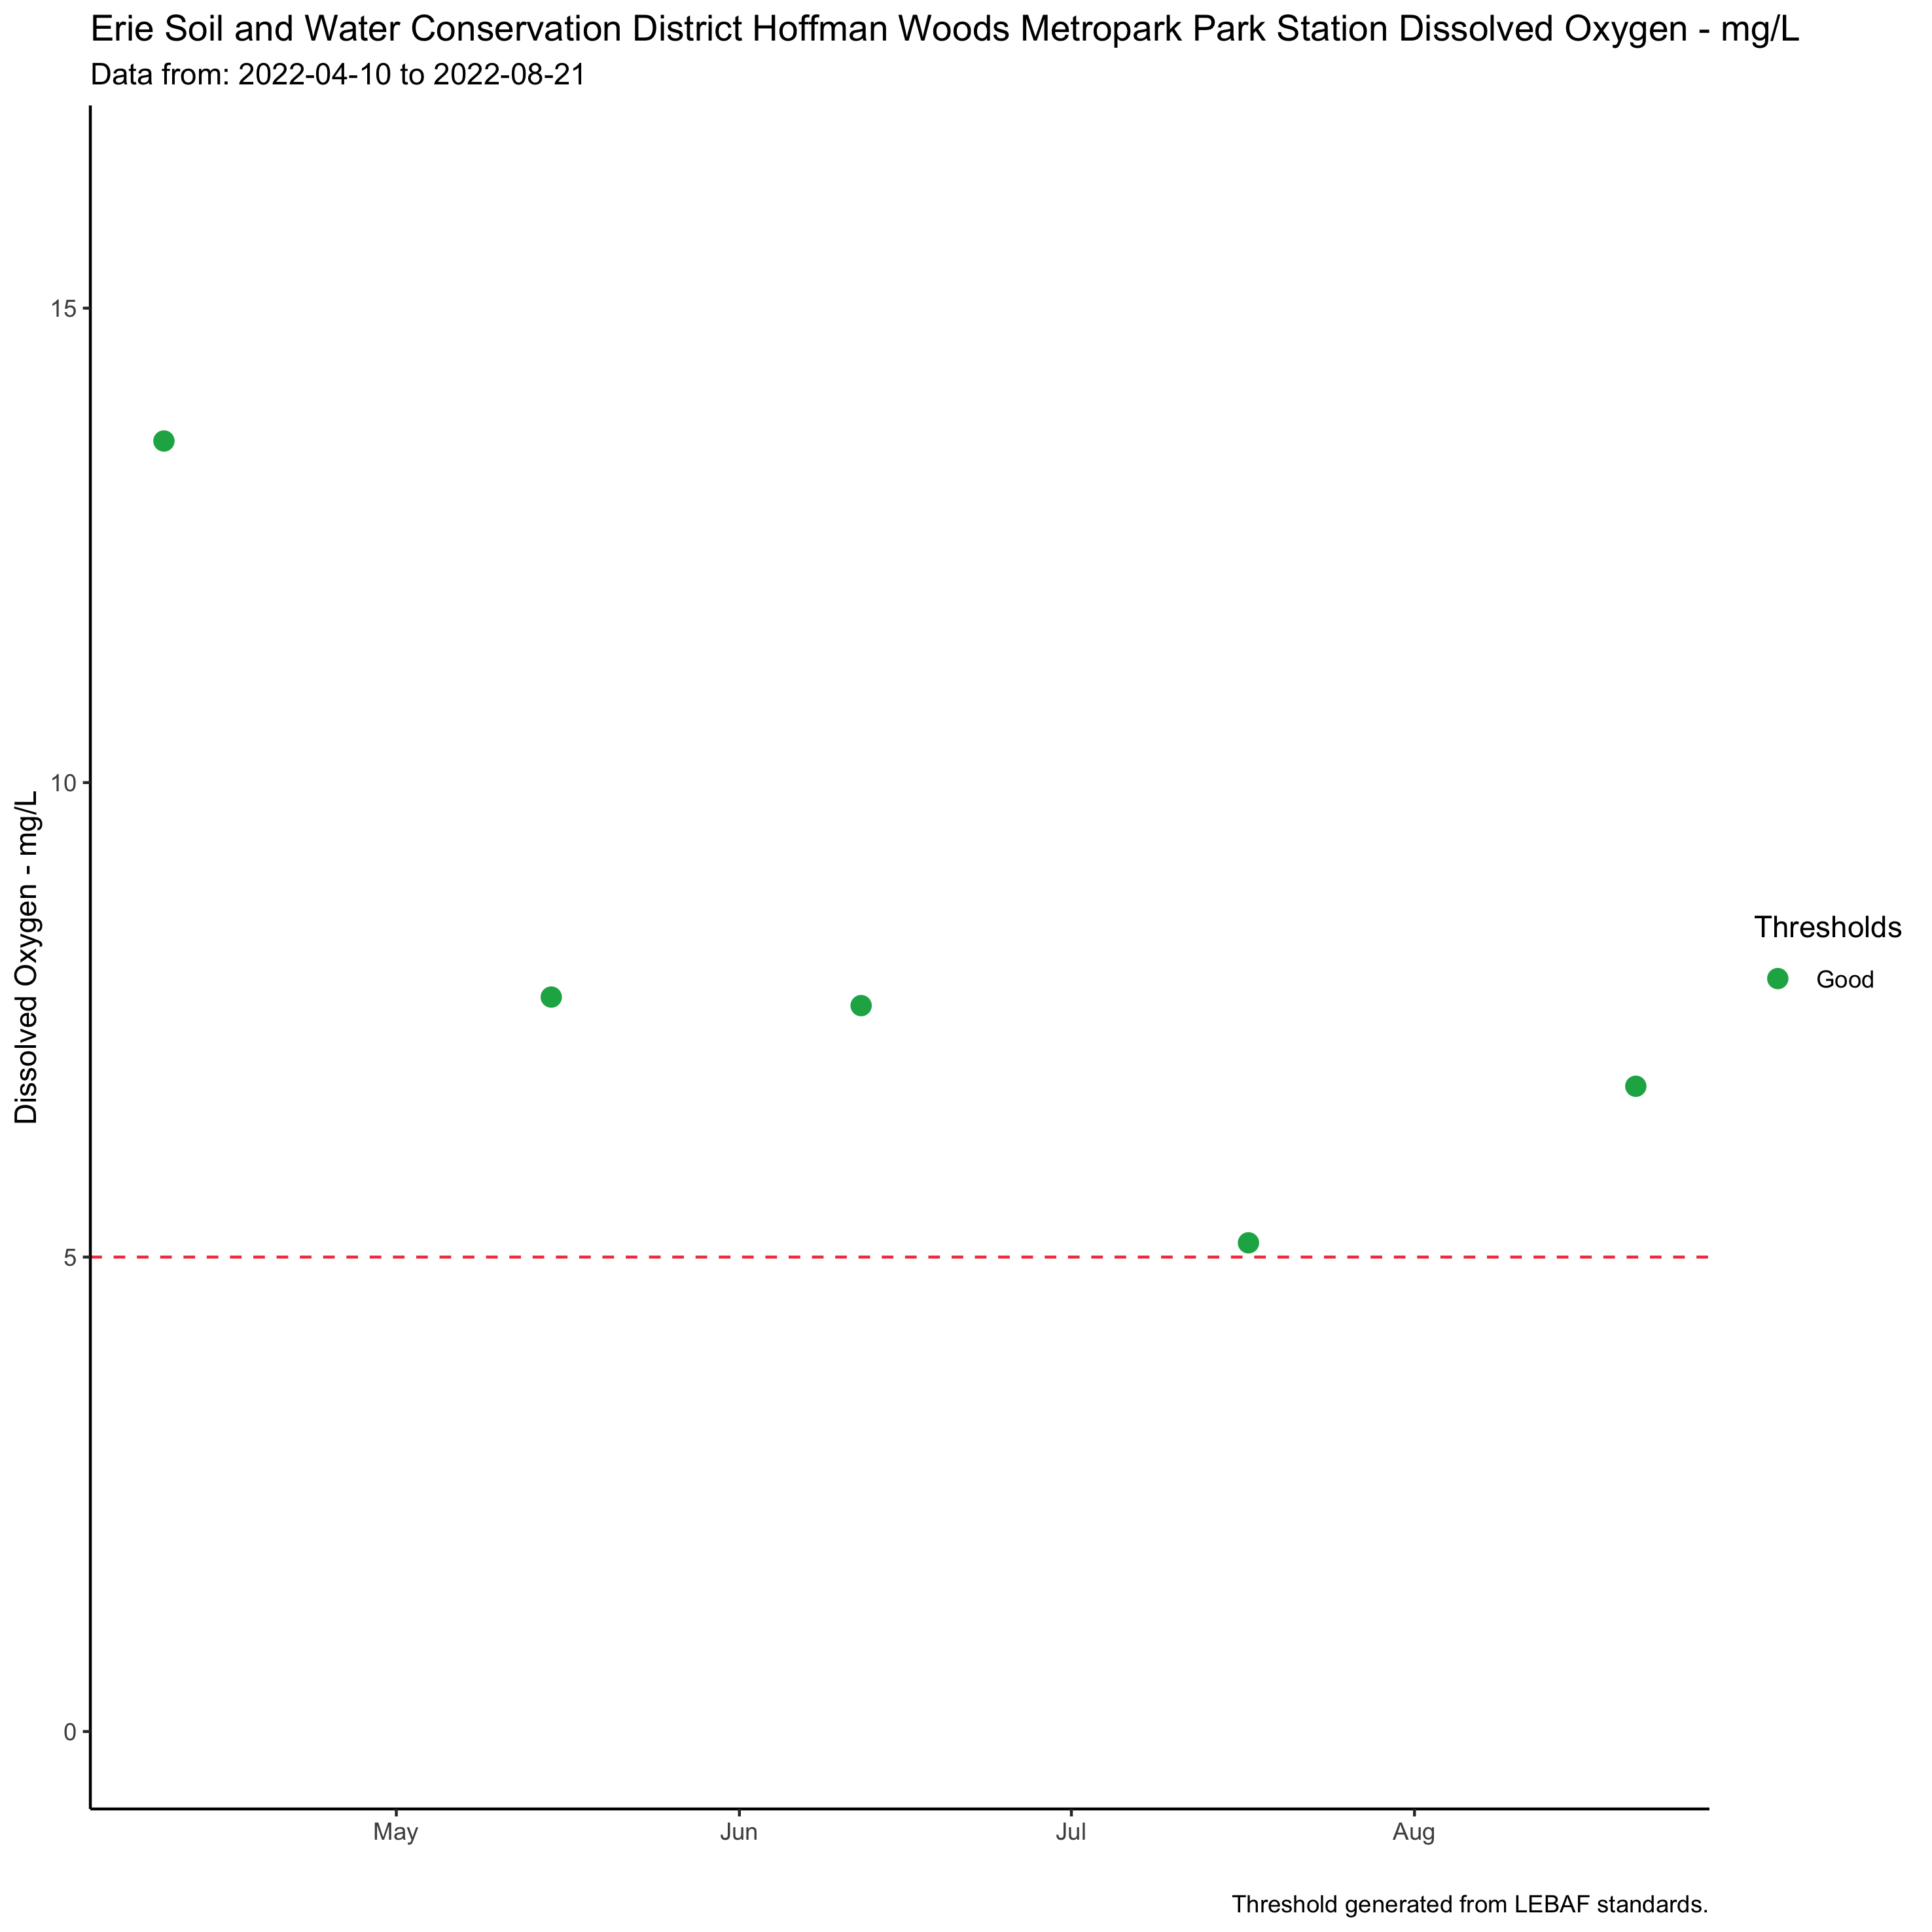 Erie Soil and Water Conservation District Hoffman Woods Metropark Park Station Dissolved Oxygen - mg/L
Data from: 2022-04-10 to 2022-08-21
Dissolved Oxygen - mg/L
15
10
5
0
May Jun Jul Aug
Thresholds
Good
Threshold generated from LEBAF standards.